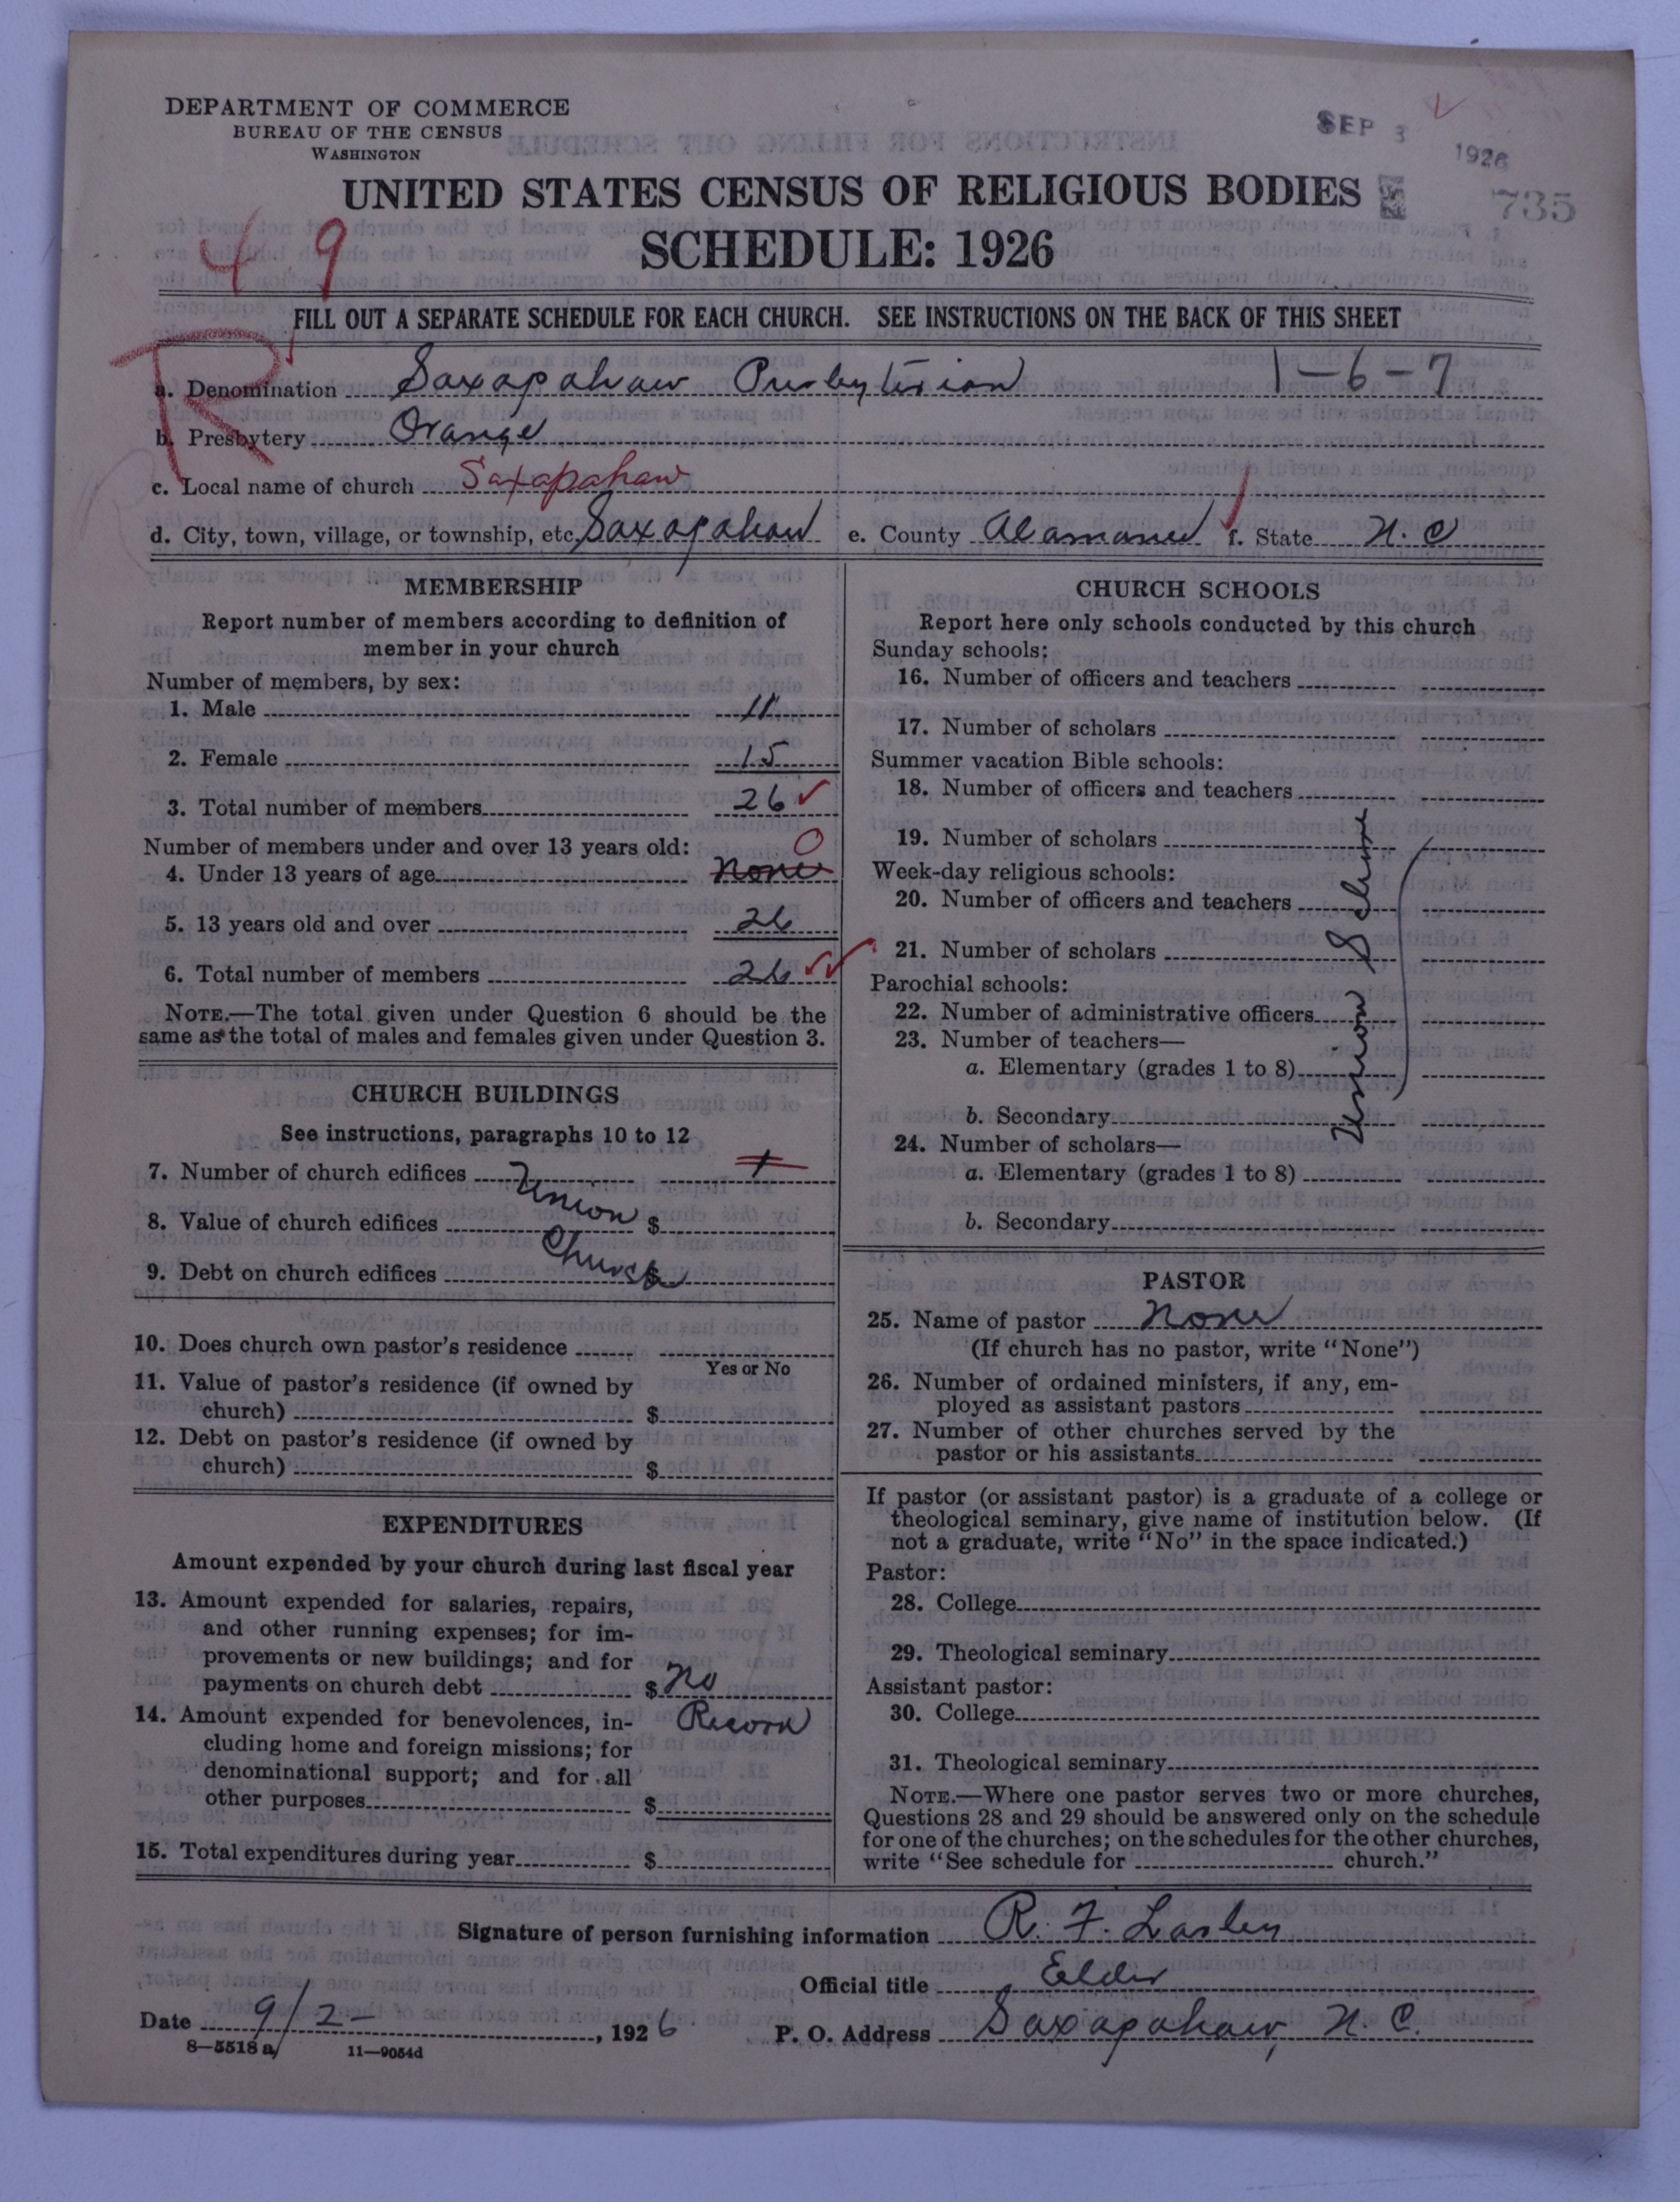 DEPARTMENT OF COMMERCE
BUREAU OF THE CENSUS
WASHINGTON
SEP 3 1926
735
UNITED STATES CENSUS OF RELIGIOUS BODIES
SCHEDULE: 1926
49
FILL OUT A SEPARATE SCHEDULE FOR EACH CHURCH. SEE INSTRUCTIONS ON THE BACK OF THIS SHEET
R
a. Denomination Saxapahaw Presbyterian 1-6-7
b. Presbytery Orange
c. Local name of church Saxapahaw
d. City, town, village, or township, etc. Saxapahaw e. County Alamance f. State N. C
MEMBERSHIP
Report number of members according to definition of
member in your church
Number of members, by sex:
1. Male 11
2. Female 15
3. Total number of members 26
Number of members under and over 13 years old: 0
4. Under 13 years of age None
5. 13 years old and over 26
6. Total number of members 26
NOTE.—The total given under Question 6 should be the
same as the total of males and females given under Question 3.
CHURCH BUILDINGS
See instructions, paragraphs 10 to 12
7. Number of church edifices 1
Union
8. Value of church edifices $
Church
9. Debt on church edifices $
10. Does church own pastor's residence
Yes or No
11. Value of pastor's residence (if owned by
church) $
12. Debt on pastor's residence (if owned by
church) $
EXPENDITURES
Amount expended by your church during last fiscal year
13. Amount expended for salaries, repairs,
and other running expenses; for im-
provements or new buildings; and for
payments on church debt $ No
Record
14. Amount expended for benevolences, in-
cluding home and foreign missions; for
denominational support; and for all
other purposes $
15. Total expenditures during year $
CHURCH SCHOOLS
Report here only schools conducted by this church
Sunday schools:
16. Number of officers and teachers
17. Number of scholars
Summer vacation Bible schools:
18. Number of officers and teachers
19. Number of scholars
Week-day religious schools:
20. Number of officers and teachers
21. Number of scholars
Parochial schools:
22. Number of administrative officers
23. Number of teachers—
a. Elementary (grades 1 to 8)
b. Secondary
24. Number of scholars—
a. Elementary (grades 1 to 8)
b. Secondary
Union S
PASTOR
25. Name of pastor None
(If church has no pastor, write "None")
26. Number of ordained ministers, if any, em-
ployed as assistant pastors
27. Number of other churches served by the
pastor or his assistants
If pastor (or assistant pastor) is a graduate of a college or
theological seminary, give name of institution below. (If
not a graduate, write "No" in the space indicated.)
Pastor:
28. College
29. Theological seminary
Assistant pastor:
30. College
31. Theological seminary
NOTE.—Where one pastor serves two or more churches,
Questions 28 and 29 should be answered only on the schedule
for one of the churches; on the schedules for the other churches,
write "See schedule for church."
Signature of person furnishing information R. F. Lasley
Official title Elder
Date 9/2- , 1926 P. O. Address Saxapahaw, N. C.
8-5518 a 11-9054d